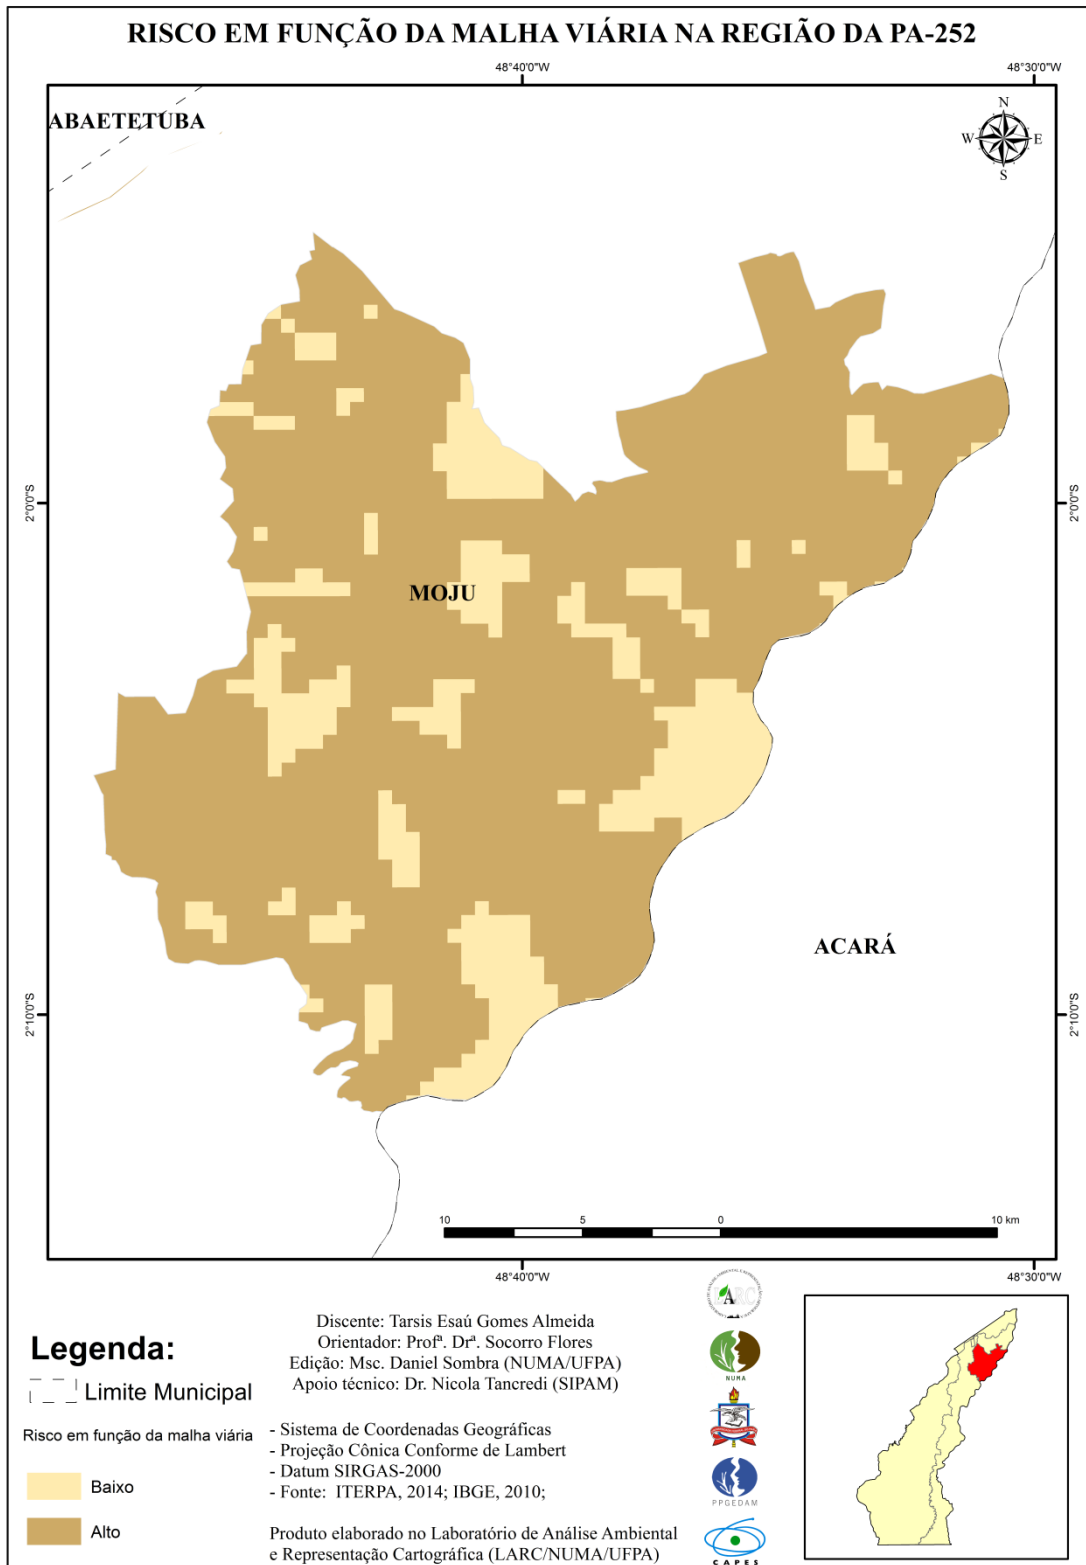 RISCO EM FUNÇÃO DA MALHA VIÁRIA NA REGIÃO DA PA-252
48°40'0"W
48°30'0"W
ABAETETUBA
N
W
E
S
2°0'0"S
2°0'0"S
MOJU
ACARÁ
2°10'0"S
2°10'0"S
10
5
0
10 km
48°40'0"W
48°30'0"W
Legenda:
Limite Municipal
Risco em função da malha viária
Baixo
Alto
Discente: Tarsis Esaú Gomes Almeida
Orientador: Profª. Drª. Socorro Flores
Edição: Msc. Daniel Sombra (NUMA/UFPA)
Apoio técnico: Dr. Nicola Tancredi (SIPAM)
- Sistema de Coordenadas Geográficas
- Projeção Cônica Conforme de Lambert
- Datum SIRGAS-2000
- Fonte: ITERPA, 2014; IBGE, 2010;
Produto elaborado no Laboratório de Análise Ambiental
e Representação Cartográfica (LARC/NUMA/UFPA)
LARC
NUMA
PPGEDAM
CAPES